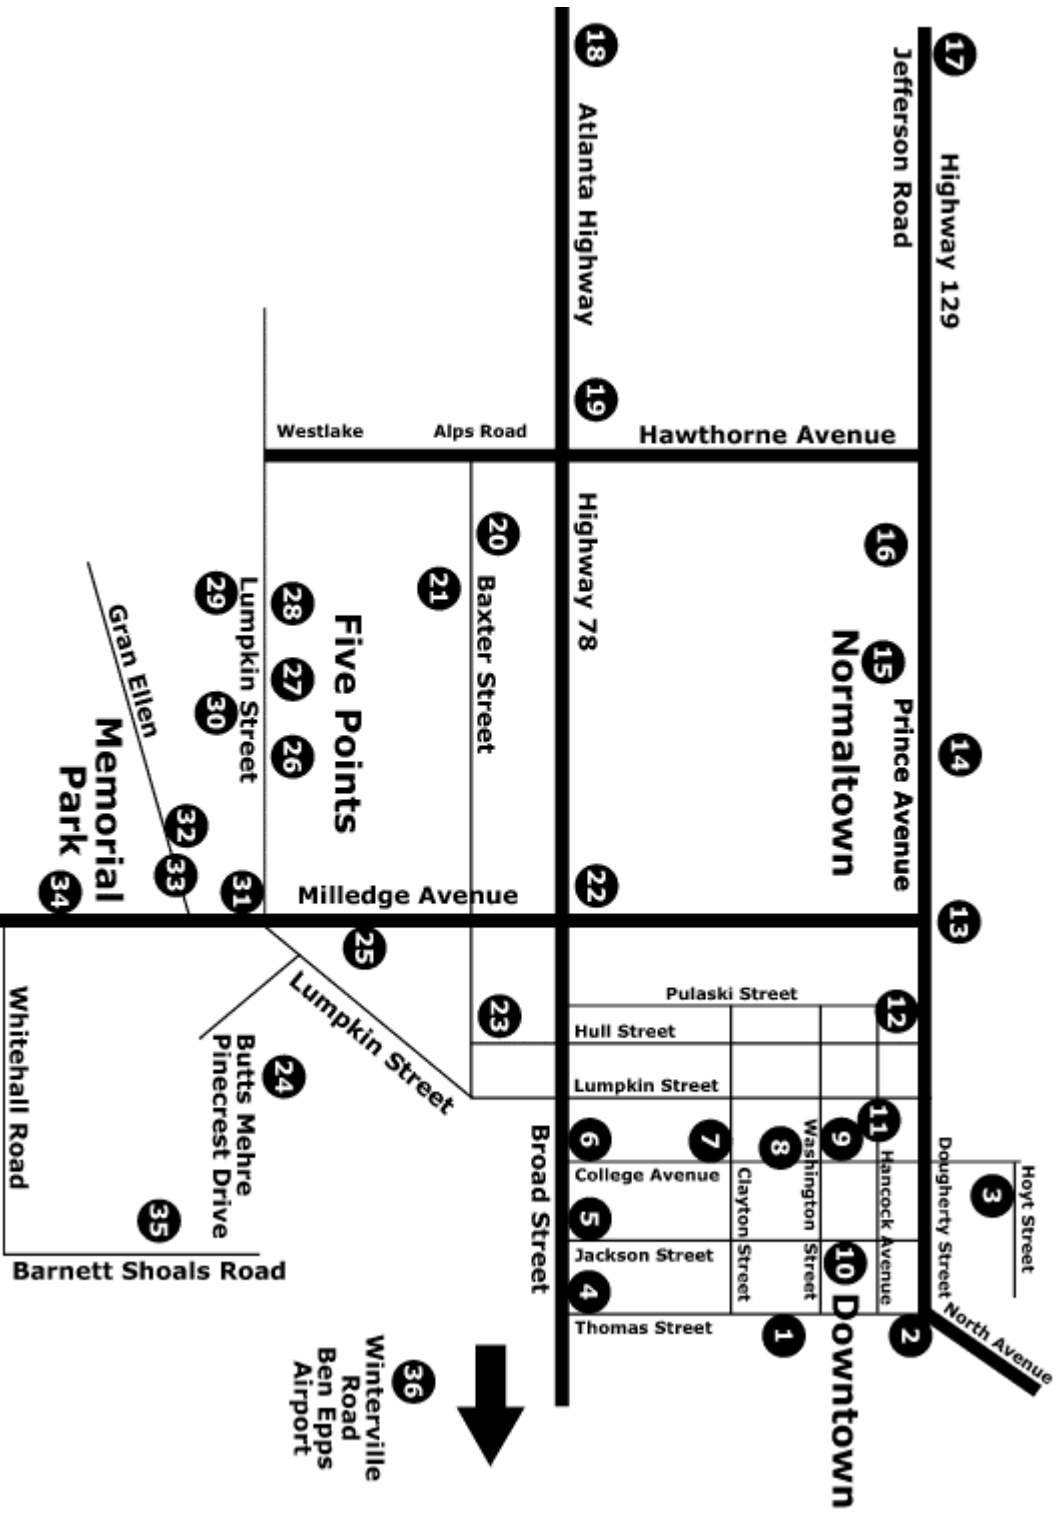 17
Jefferson Road
Highway 129
18
Atlanta Highway
19
Hawthorne Avenue
Westlake
Alps Road
Highway 78
16
15
Normaltown
Prince Avenue
14
13
20
21
Baxter Street
22
Five Points
28
27
26
29
30
Lumpkin Street
Gran Ellen
Memorial
Park
32
33
34
31
Milledge Avenue
25
Lumpkin Street
23
24
Butts Mehre
Pinecrest Drive
Whitehall Road
35
Barnett Shoals Road
Pulaski Street
12
Hull Street
Lumpkin Street
Broad Street
6
7
8
9
11
College Avenue
Clayton Street
Washington Street
Hancock Avenue
Dougherty Street
3
Hoyt Street
5
Jackson Street
10
4
Thomas Street
1
2
North Avenue
Downtown
36
Winterville
Road
Ben Epps
Airport